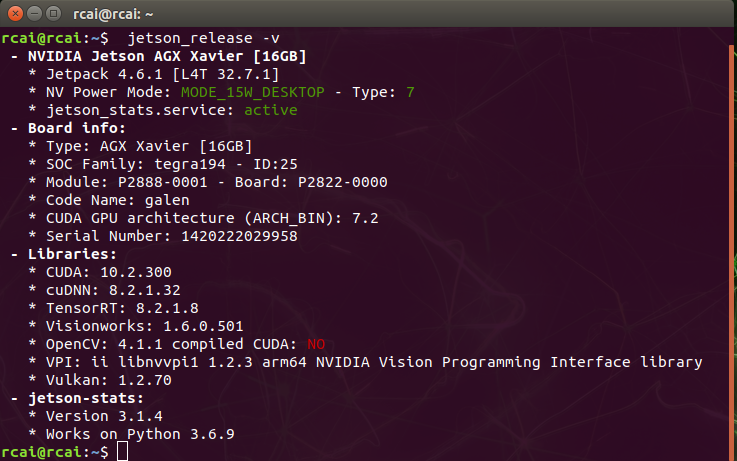 rcai@rcai: ~
rcai@rcai:~$  jetson_release -v
 - NVIDIA Jetson AGX Xavier [16GB]
   * Jetpack 4.6.1 [L4T 32.7.1]
   * NV Power Mode: MODE_15W_DESKTOP - Type: 7
   * jetson_stats.service: active
 - Board info:
   * Type: AGX Xavier [16GB]
   * SOC Family: tegra194 - ID:25
   * Module: P2888-0001 - Board: P2822-0000
   * Code Name: galen
   * CUDA GPU architecture (ARCH_BIN): 7.2
   * Serial Number: 1420222029958
 - Libraries:
   * CUDA: 10.2.300
   * cuDNN: 8.2.1.32
   * TensorRT: 8.2.1.8
   * Visionworks: 1.6.0.501
   * OpenCV: 4.1.1 compiled CUDA: NO
   * VPI: ii libnvvpi1 1.2.3 arm64 NVIDIA Vision Programming Interface library
   * Vulkan: 1.2.70
 - jetson-stats:
   * Version 3.1.4
   * Works on Python 3.6.9
rcai@rcai:~$